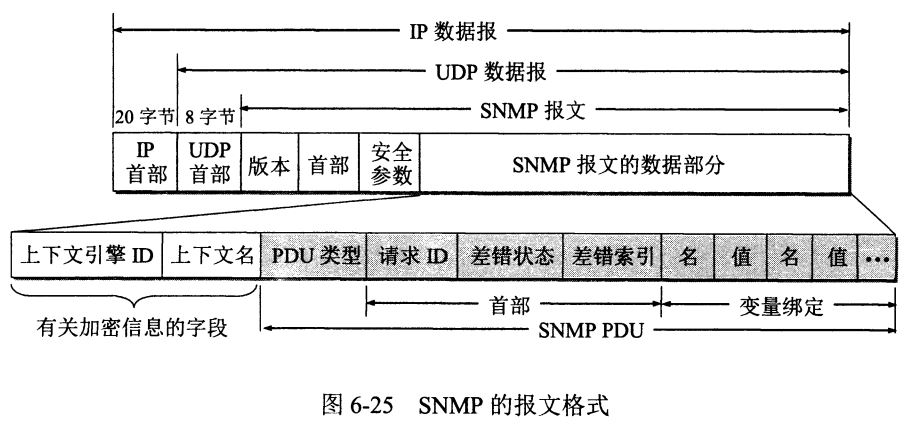 IP 数据报
UDP 数据报
20 字节 8 字节 SNMP 报文
IP 首部 UDP 首部 版本 首部 安全参数 SNMP 报文的数据部分
上下文引擎 ID 上下文名 PDU 类型 请求 ID 差错状态 差错索引 名 值 名 值 ···
首部 变量绑定
有关加密信息的字段 SNMP PDU
图 6-25 SNMP 的报文格式